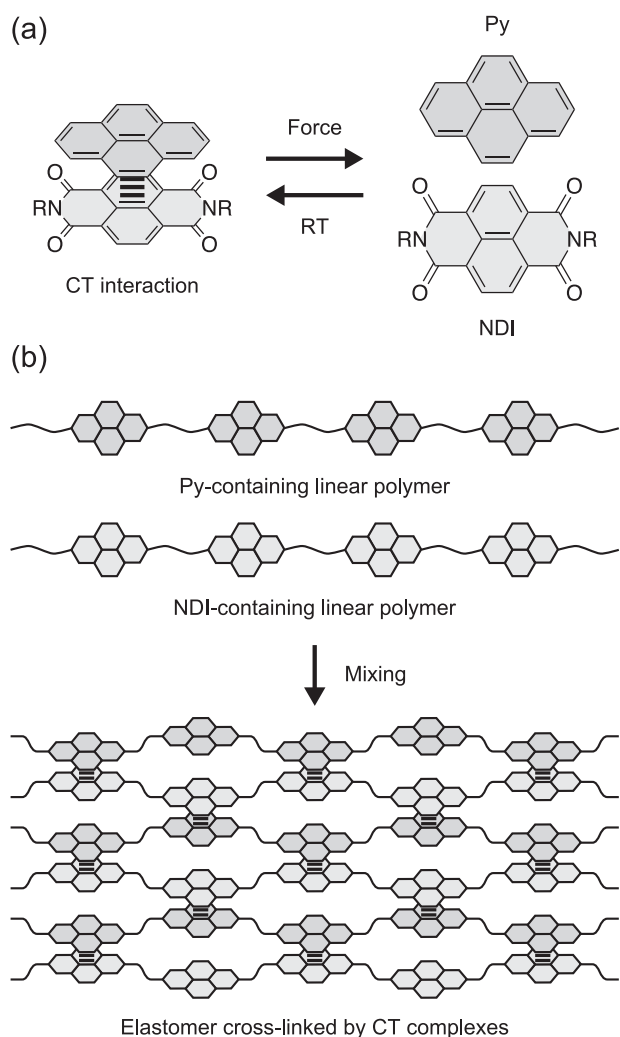 (a)
Py
Force
RT
O
O
RN
NR
O
O
CT interaction
O
O
RN
NR
O
O
NDI
(b)
Py-containing linear polymer
NDI-containing linear polymer
Mixing
Elastomer cross-linked by CT complexes